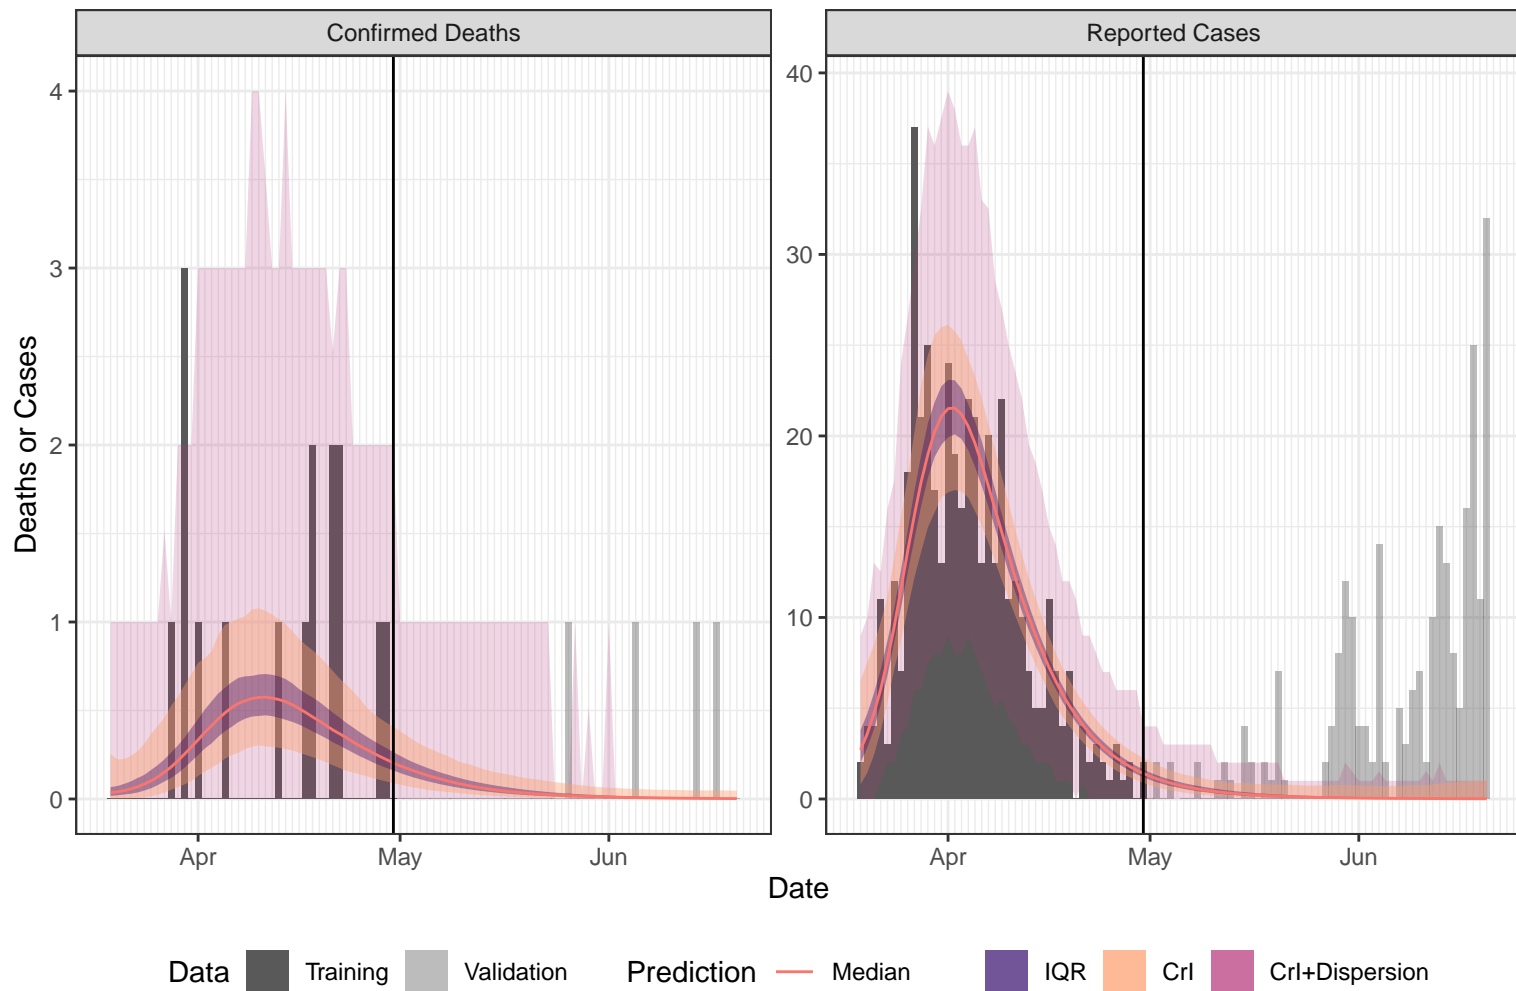 Confirmed Deaths
Reported Cases
Deaths or Cases
4
3
2
1
0
40
30
20
10
0
Apr
May
Jun
Apr
May
Jun
Date
Data Training Validation Prediction Median IQR CrI CrI+Dispersion